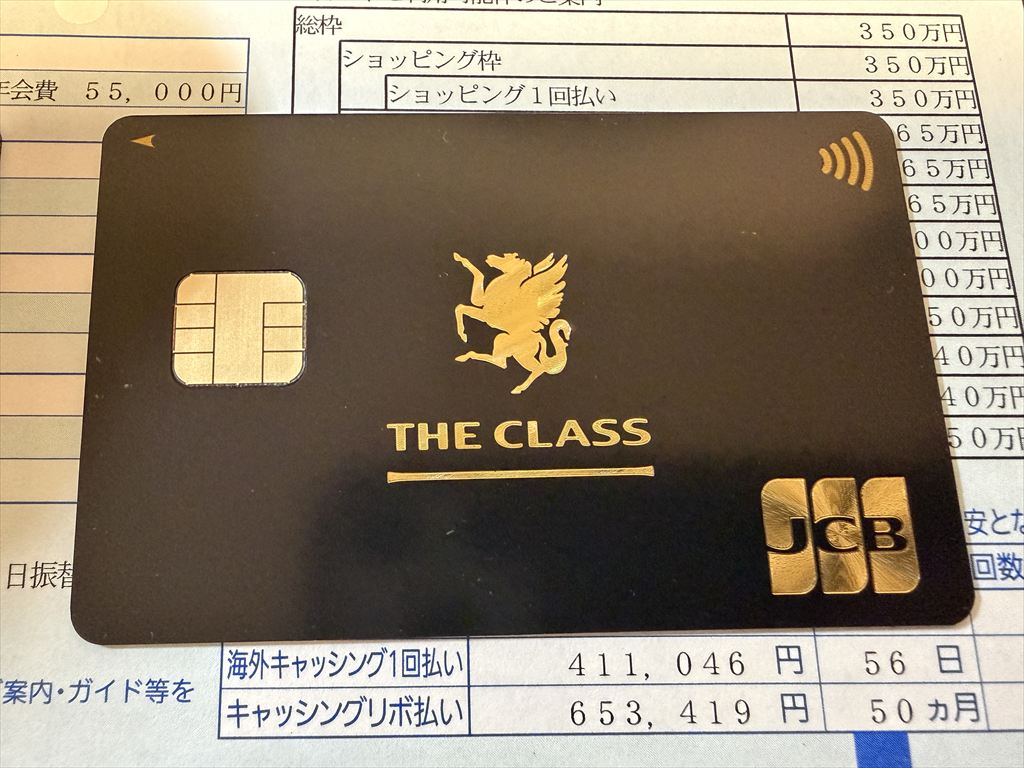 総枠 350万円
ショッピング枠 350万円
年会費 55,000円
ショッピング1回払い 350万円
65万円
65万円
65万円
00万円
00万円
50万円
40万円
40万円
50万円
THE CLASS
JCB
安とな
回数
日振替
海外キャッシング1回払い 411,046 円 56 日
案内・ガイド等を
キャッシングリボ払い 653,419 円 50 ヵ月